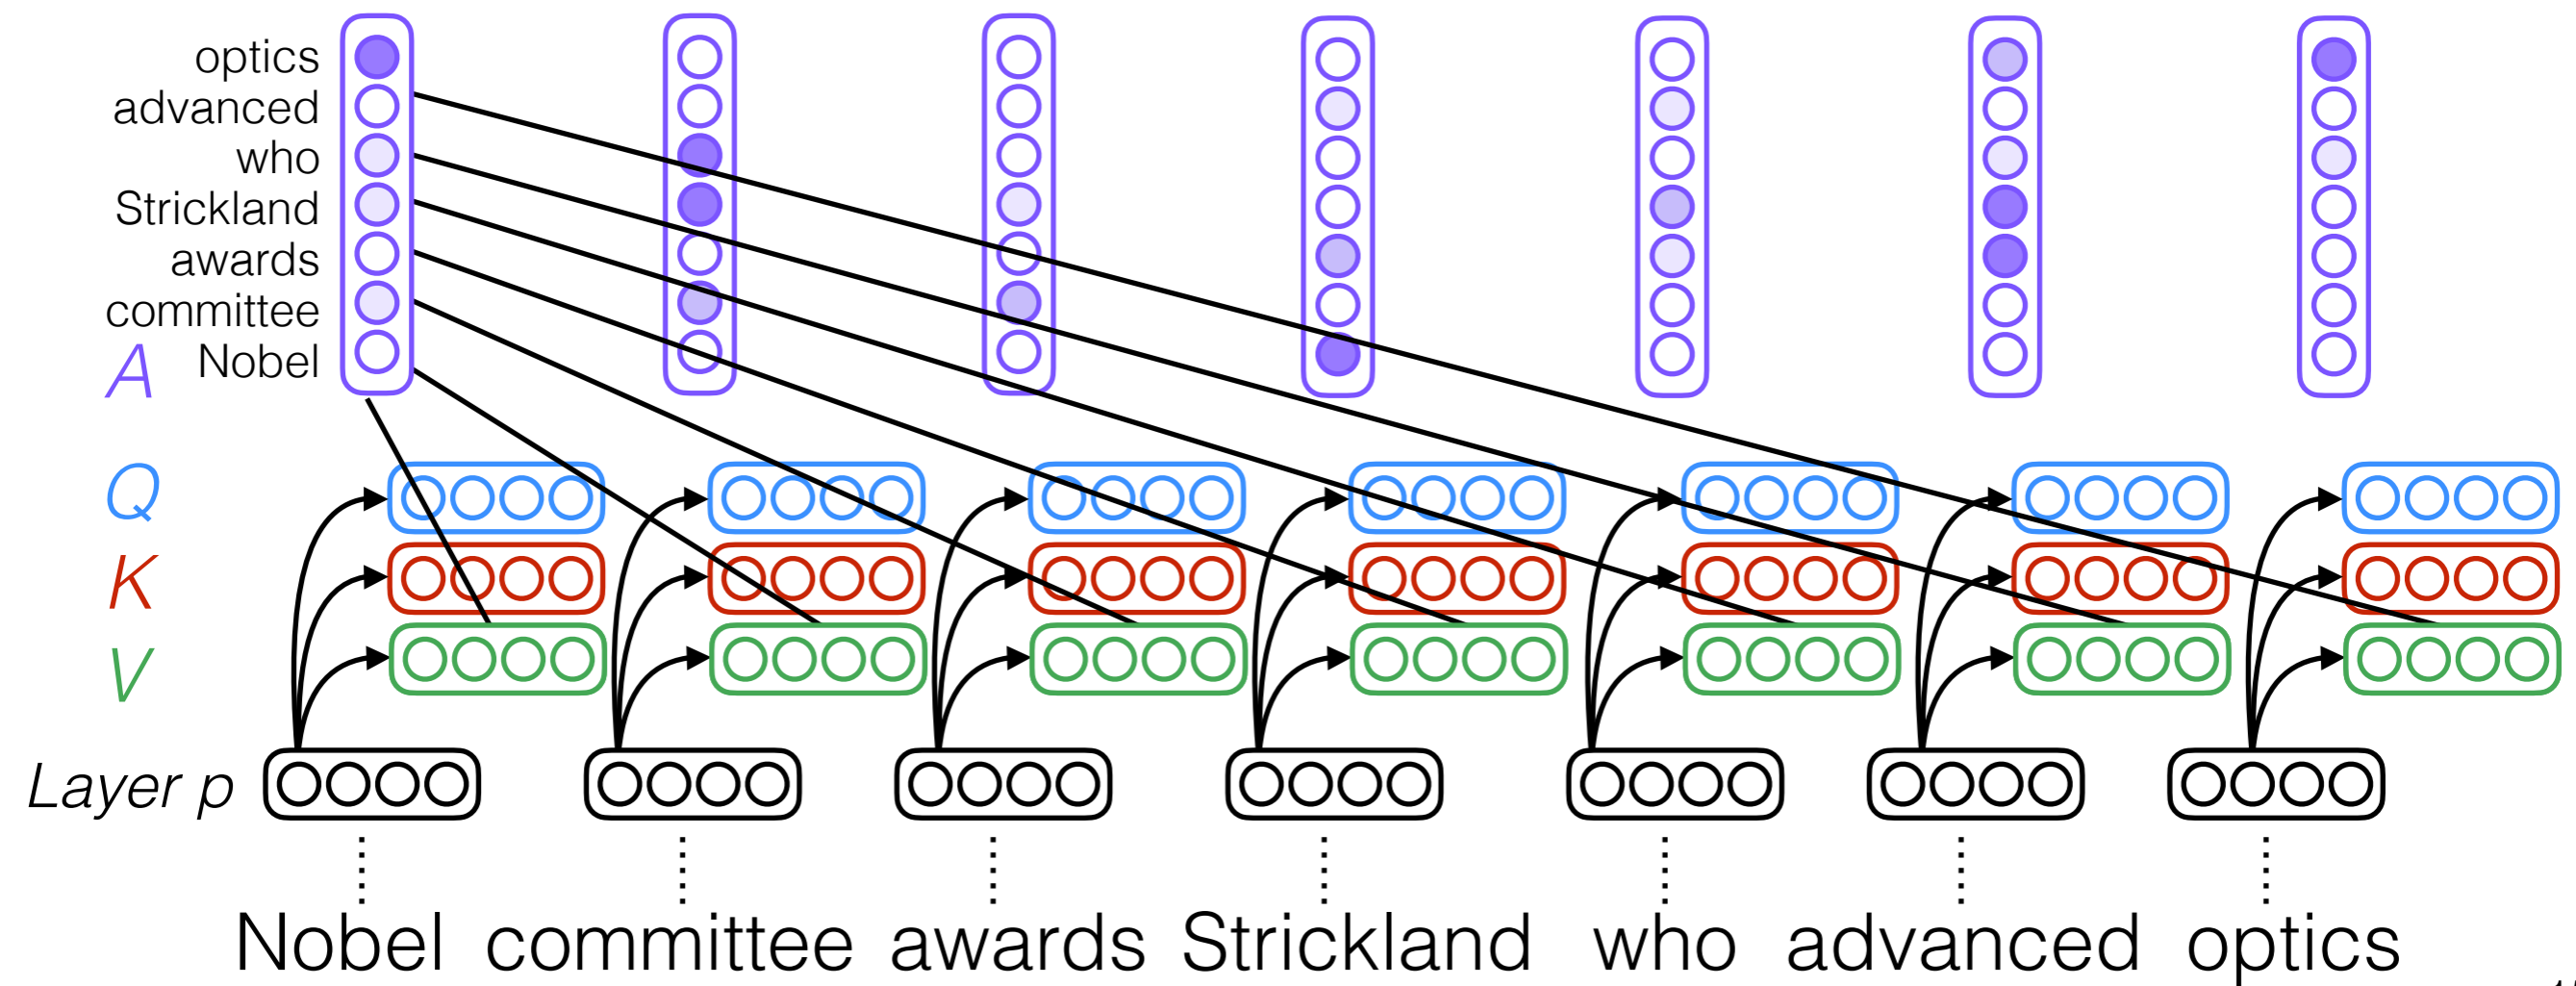 optics
advanced
who
Strickland
awards
committee
Nobel
A
Q
K
V
Layer p
Nobel committee awards Strickland who advanced optics